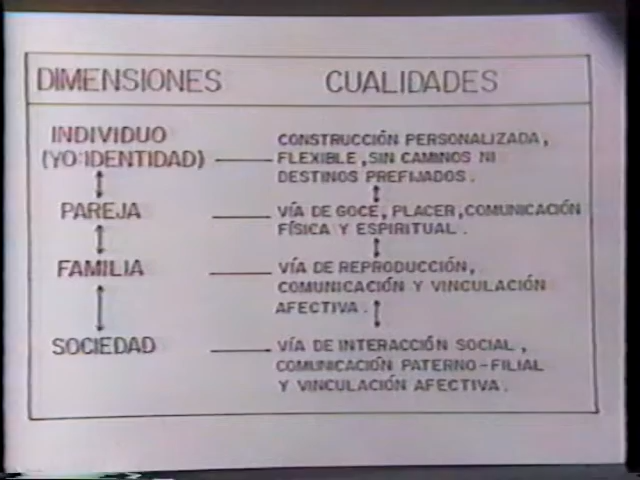 DIMENSIONES CUALIDADES
INDIVIDUO
(YO:IDENTIDAD)
CONSTRUCCIÓN PERSONALIZADA,
FLEXIBLE, SIN CAMINOS NI
DESTINOS PREFIJADOS.
PAREJA
VÍA DE GOCE, PLACER, COMUNICACIÓN
FÍSICA Y ESPIRITUAL.
FAMILIA
VÍA DE REPRODUCCIÓN,
COMUNICACIÓN Y VINCULACIÓN
AFECTIVA.
SOCIEDAD
VÍA DE INTERACCIÓN SOCIAL,
COMUNICACIÓN PATERNO-FILIAL
Y VINCULACIÓN AFECTIVA.